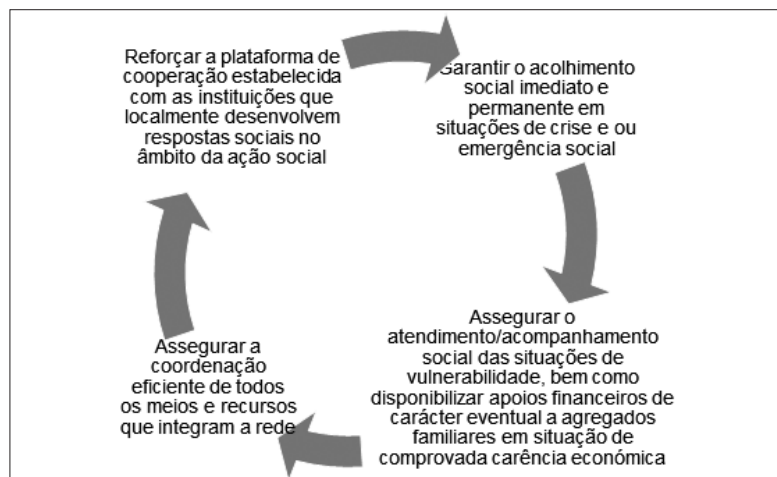 Reforçar a plataforma de
cooperação estabelecida
com as instituições que
localmente desenvolvem
respostas sociais no
âmbito da ação social
Garantir o acolhimento
social imediato e
permanente em
situações de crise e ou
emergência social
Assegurar o
atendimento/acompanhamento
social das situações de
vulnerabilidade, bem como
disponibilizar apoios financeiros de
carácter eventual a agregados
familiares em situação de
comprovada carência económica
Assegurar a
coordenação
eficiente de todos
os meios e recursos
que integram a rede